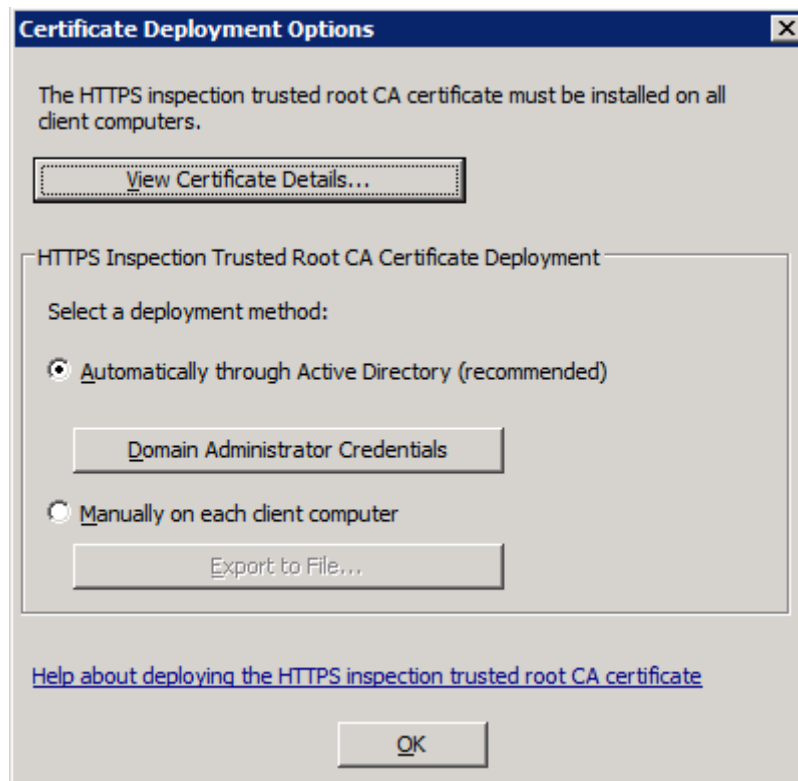 Certificate Deployment Options
The HTTPS inspection trusted root CA certificate must be installed on all
client computers.
View Certificate Details...
HTTPS Inspection Trusted Root CA Certificate Deployment
Select a deployment method:
Automatically through Active Directory (recommended)
Domain Administrator Credentials
Manually on each client computer
Export to File...
Help about deploying the HTTPS inspection trusted root CA certificate
OK